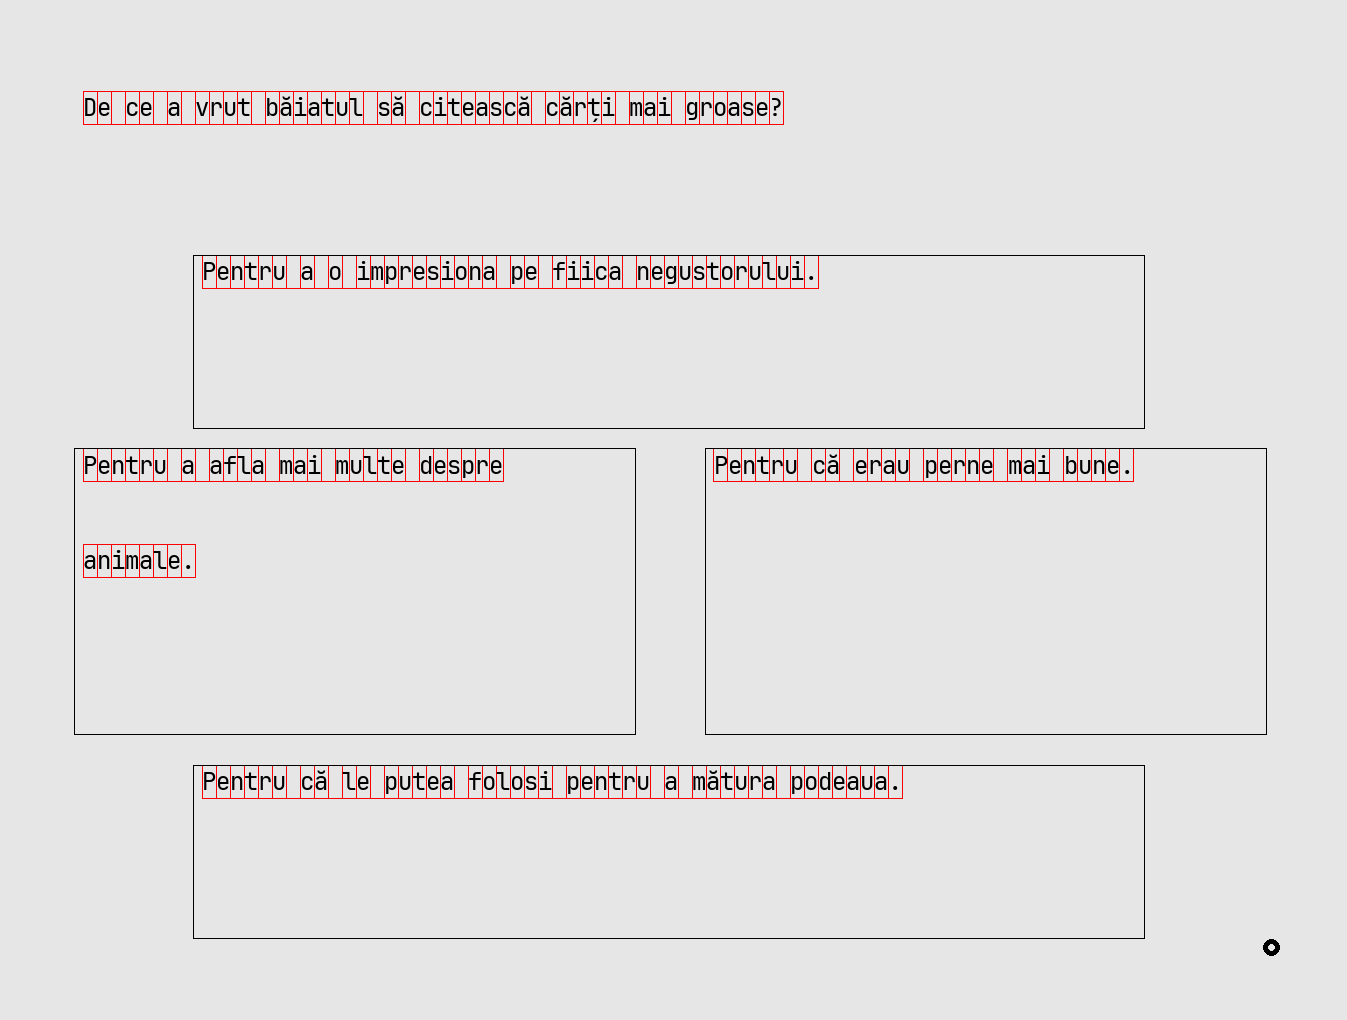 De ce a vrut băiatul să citească cărți mai groase?
Pentru a o impresiona pe fiica negustorului.
Pentru a afla mai multe despre
animale.
Pentru că erau perne mai bune.
Pentru că le putea folosi pentru a mătura podeaua.